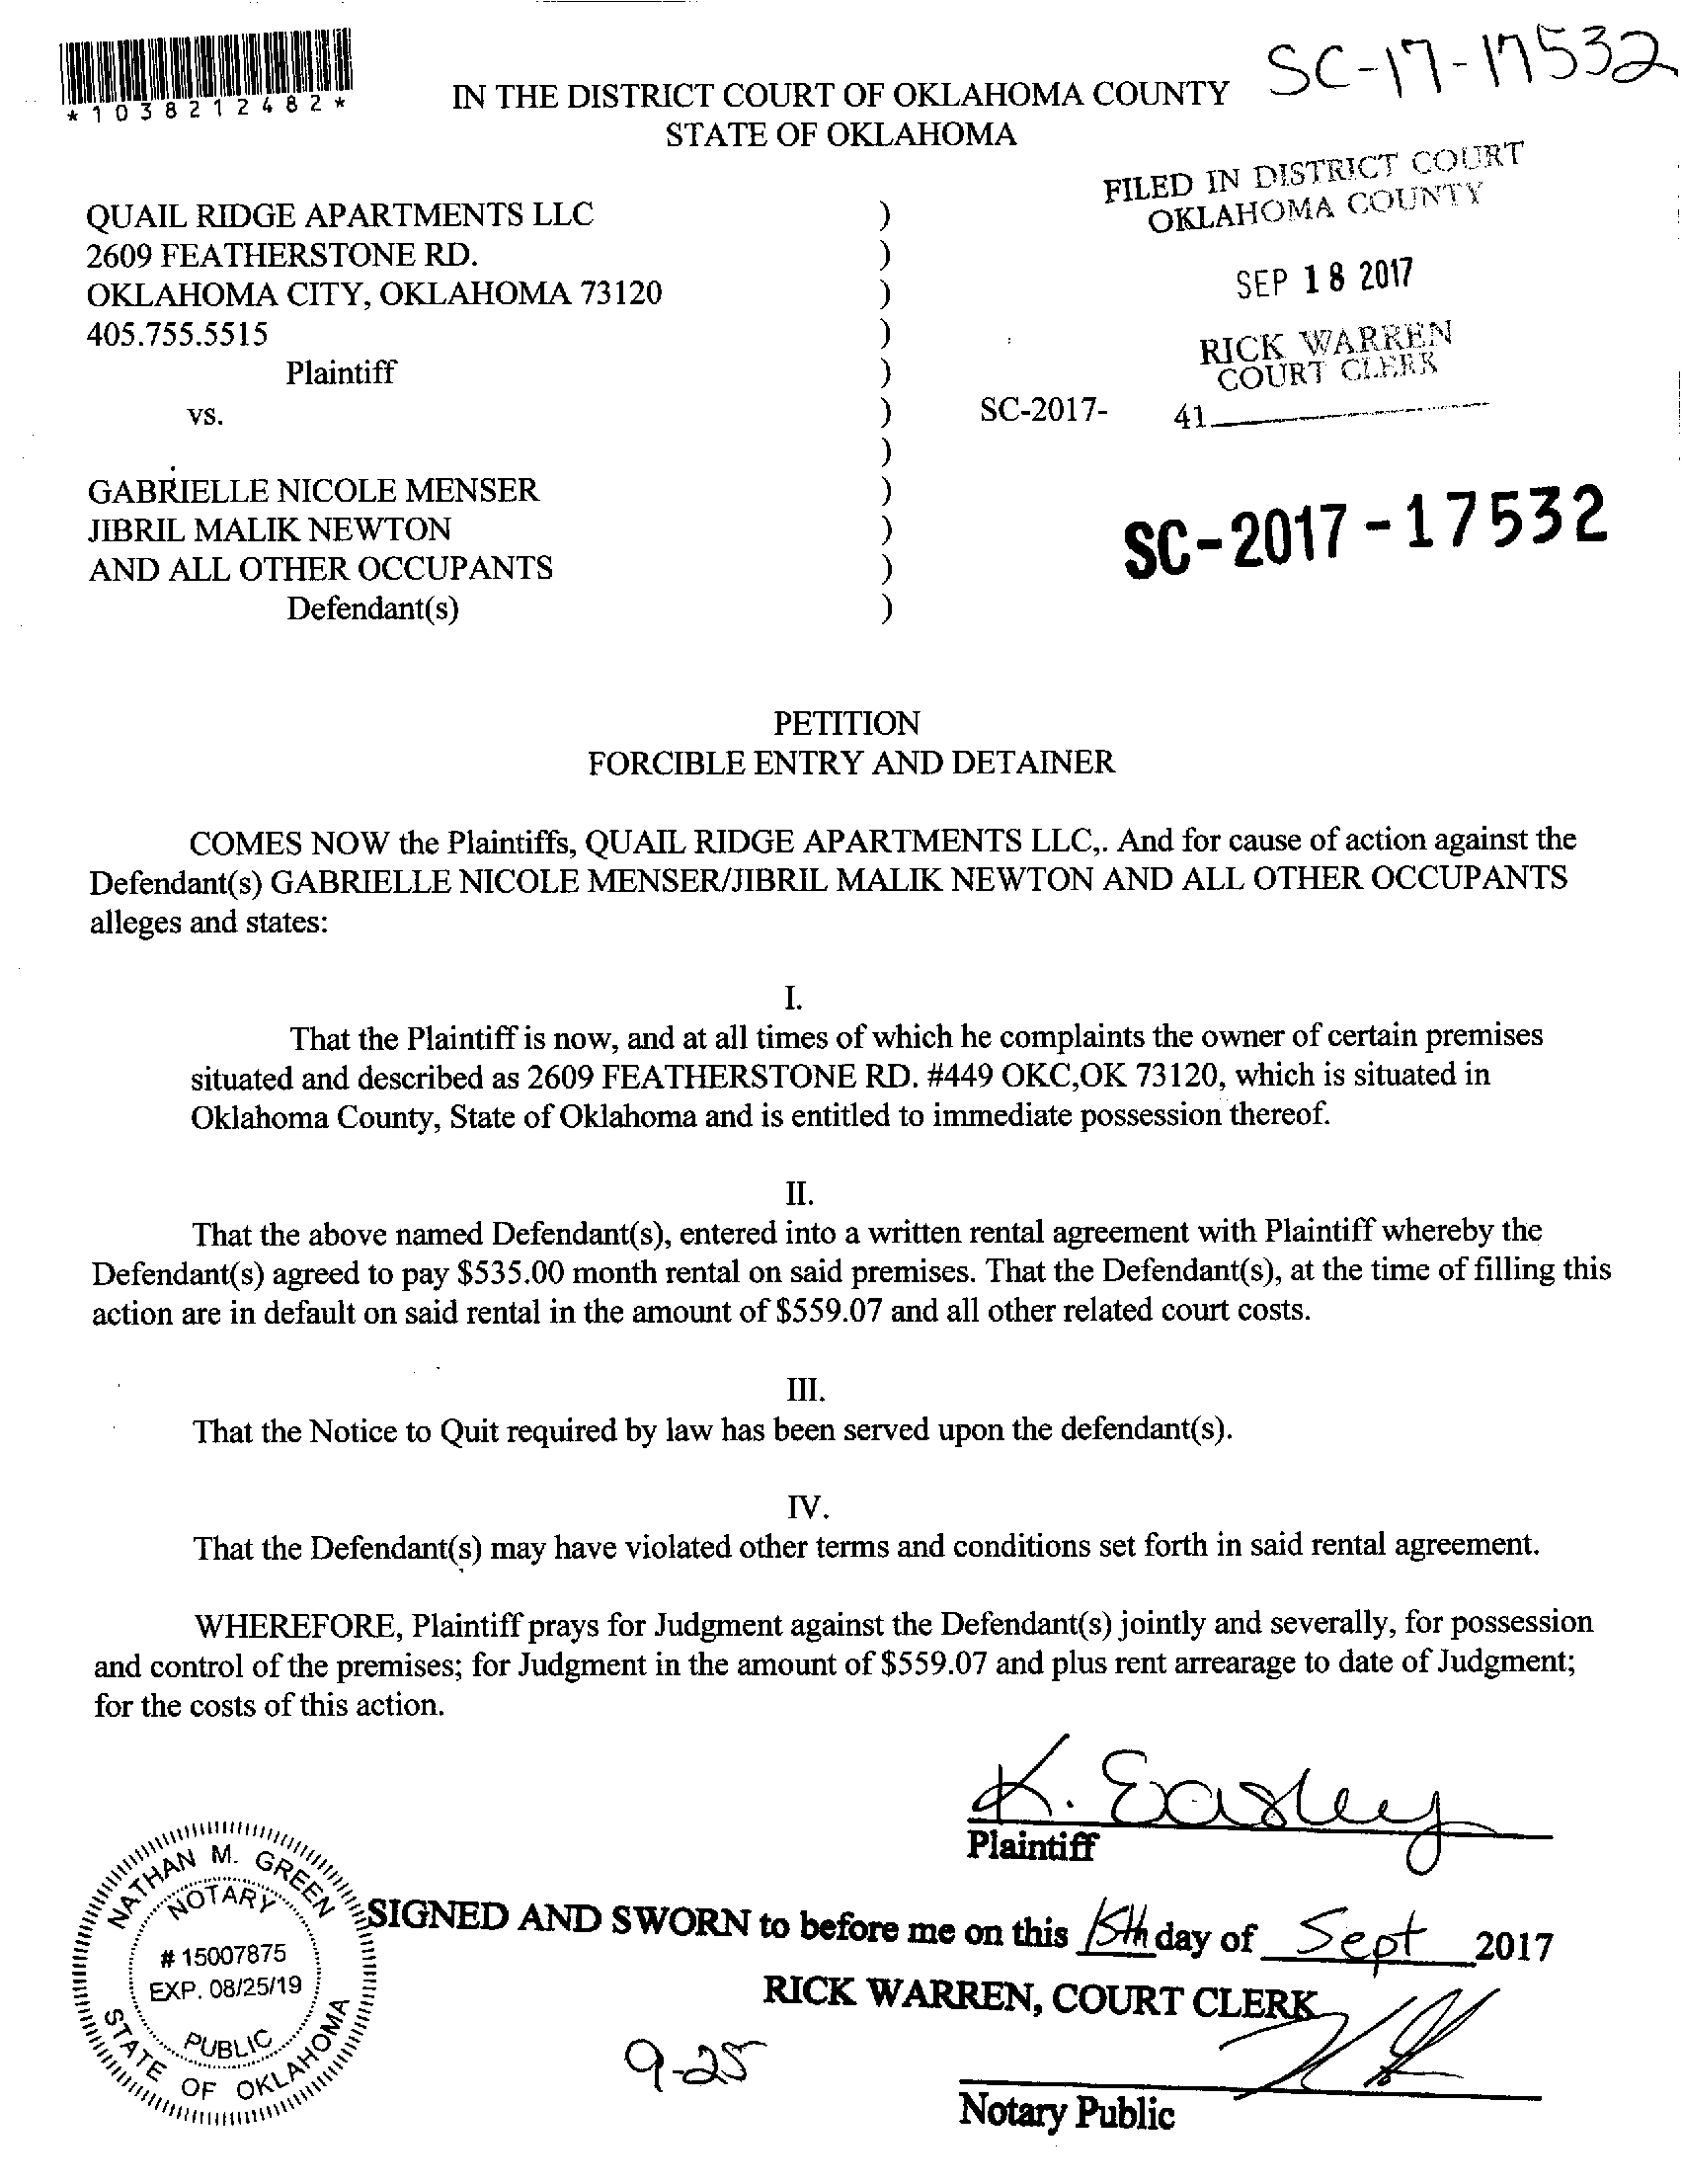 SC-17-17532
*1038212482*
IN THE DISTRICT COURT OF OKLAHOMA COUNTY
STATE OF OKLAHOMA
FILED IN DISTRICT COURT
OKLAHOMA COUNTY
SEP 18 2017
RICK WARREN
COURT CLERK
41
QUAIL RIDGE APARTMENTS LLC )
2609 FEATHERSTONE RD. )
OKLAHOMA CITY, OKLAHOMA 73120 )
405.755.5515 )
Plaintiff )
vs. ) SC-2017-
)
GABRIELLE NICOLE MENSER )
JIBRIL MALIK NEWTON )
AND ALL OTHER OCCUPANTS )
Defendant(s) )
SC-2017-17532
PETITION
FORCIBLE ENTRY AND DETAINER
COMES NOW the Plaintiffs, QUAIL RIDGE APARTMENTS LLC,. And for cause of action against the
Defendant(s) GABRIELLE NICOLE MENSER/JIBRIL MALIK NEWTON AND ALL OTHER OCCUPANTS
alleges and states:
I.
That the Plaintiff is now, and at all times of which he complaints the owner of certain premises
situated and described as 2609 FEATHERSTONE RD. #449 OKC,OK 73120, which is situated in
Oklahoma County, State of Oklahoma and is entitled to immediate possession thereof.
II.
That the above named Defendant(s), entered into a written rental agreement with Plaintiff whereby the
Defendant(s) agreed to pay $535.00 month rental on said premises. That the Defendant(s), at the time of filling this
action are in default on said rental in the amount of $559.07 and all other related court costs.
III.
That the Notice to Quit required by law has been served upon the defendant(s).
IV.
That the Defendant(s) may have violated other terms and conditions set forth in said rental agreement.
WHEREFORE, Plaintiff prays for Judgment against the Defendant(s) jointly and severally, for possession
and control of the premises; for Judgment in the amount of $559.07 and plus rent arrearage to date of Judgment;
for the costs of this action.
K. Easley
Plaintiff
NATHAN M. GREEN
NOTARY
# 15007875
EXP. 08/25/19
PUBLIC
STATE OF OKLAHOMA
SIGNED AND SWORN to before me on this 15th day of Sept 2017
RICK WARREN, COURT CLERK
9-25
Notary Public